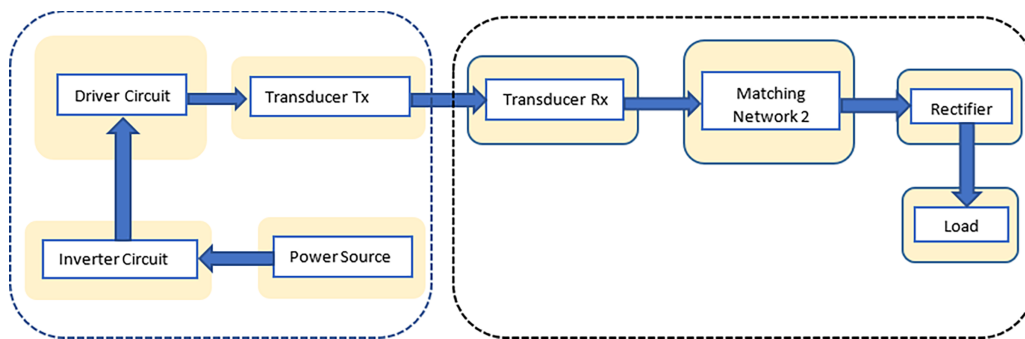 Driver Circuit
Transducer Tx
Transducer Rx
Matching
Network 2
Rectifier
Inverter Circuit
Power Source
Load